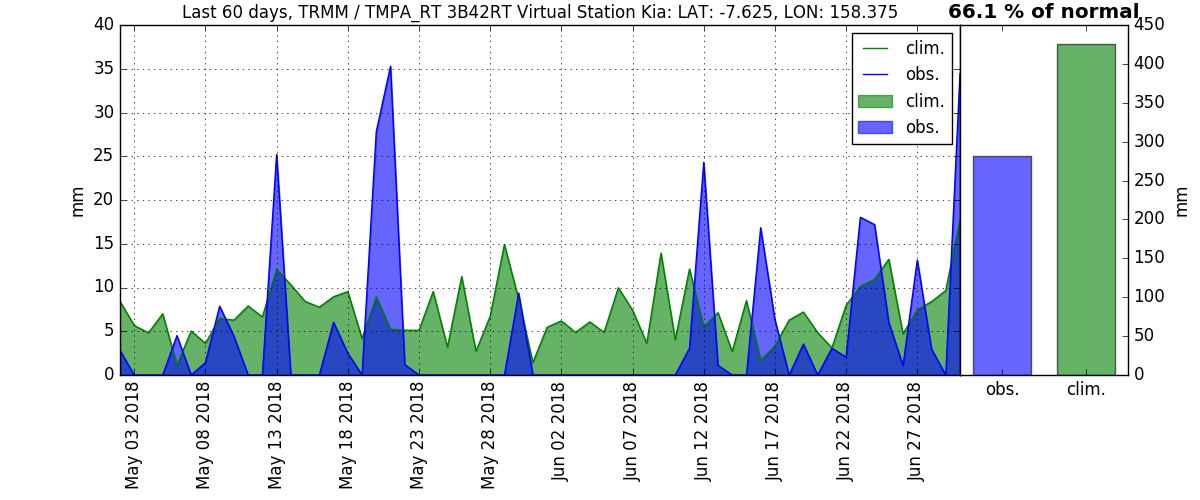 Last 60 days, TRMM / TMPA_RT 3B42RT Virtual Station Kia: LAT: -7.625, LON: 158.375
66.1 % of normal
40
35
30
25
20
15
10
5
0
mm
clim.
obs.
clim.
obs.
May 03 2018
May 08 2018
May 13 2018
May 18 2018
May 23 2018
May 28 2018
Jun 02 2018
Jun 07 2018
Jun 12 2018
Jun 17 2018
Jun 22 2018
Jun 27 2018
450
400
350
300
250
200
150
100
50
0
mm
obs.
clim.